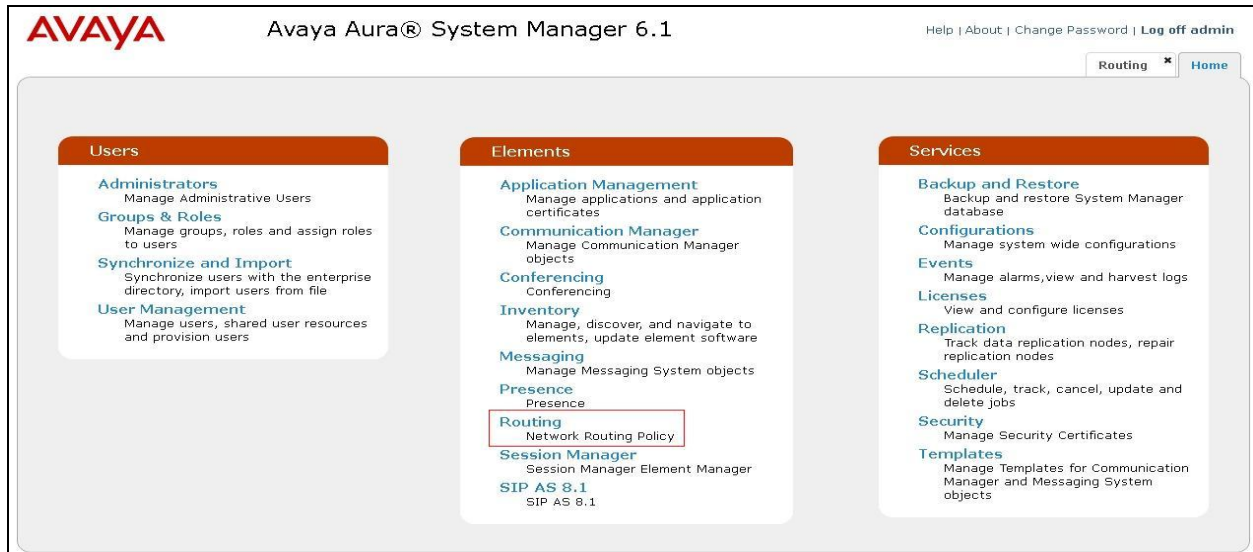 AVAYA
Avaya Aura® System Manager 6.1
Help | About | Change Password | Log off admin
Routing ✖
Home
Users
Administrators
Manage Administrative Users
Groups & Roles
Manage groups, roles and assign roles
to users
Synchronize and Import
Synchronize users with the enterprise
directory, import users from file
User Management
Manage users, shared user resources
and provision users
Elements
Application Management
Manage applications and application
certificates
Communication Manager
Manage Communication Manager
objects
Conferencing
Conferencing
Inventory
Manage, discover, and navigate to
elements, update element software
Messaging
Manage Messaging System objects
Presence
Presence
Routing
Network Routing Policy
Session Manager
Session Manager Element Manager
SIP AS 8.1
SIP AS 8.1
Services
Backup and Restore
Backup and restore System Manager
database
Configurations
Manage system wide configurations
Events
Manage alarms,view and harvest logs
Licenses
View and configure licenses
Replication
Track data replication nodes, repair
replication nodes
Scheduler
Schedule, track, cancel, update and
delete jobs
Security
Manage Security Certificates
Templates
Manage Templates for Communication
Manager and Messaging System
objects